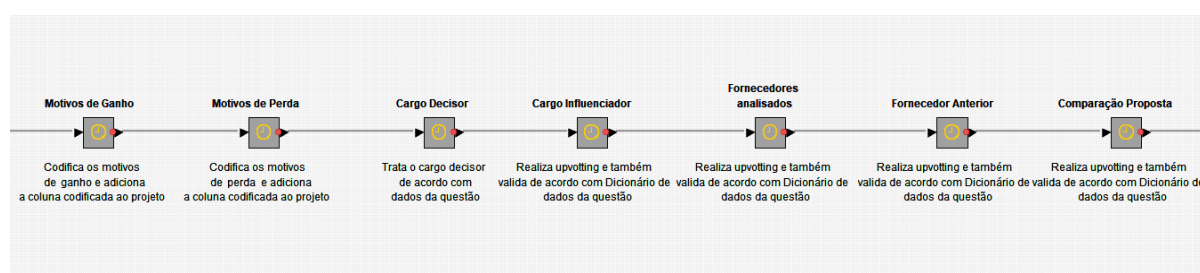 Motivos de Ganho
Codifica os motivos
de ganho e adiciona
a coluna codificada ao projeto
Motivos de Perda
Codifica os motivos
de perda e adiciona
a coluna codificada ao projeto
Cargo Decisor
Trata o cargo decisor
de acordo com
dados da questão
Cargo Influenciador
Realiza upvotting e também
valida de acordo com Dicionário de
dados da questão
Fornecedores
analisados
Realiza upvotting e também
valida de acordo com Dicionário de
dados da questão
Fornecedor Anterior
Realiza upvotting e também
valida de acordo com Dicionário de
dados da questão
Comparação Proposta
Realiza upvotting e também
valida de acordo com Dicionário de
dados da questão